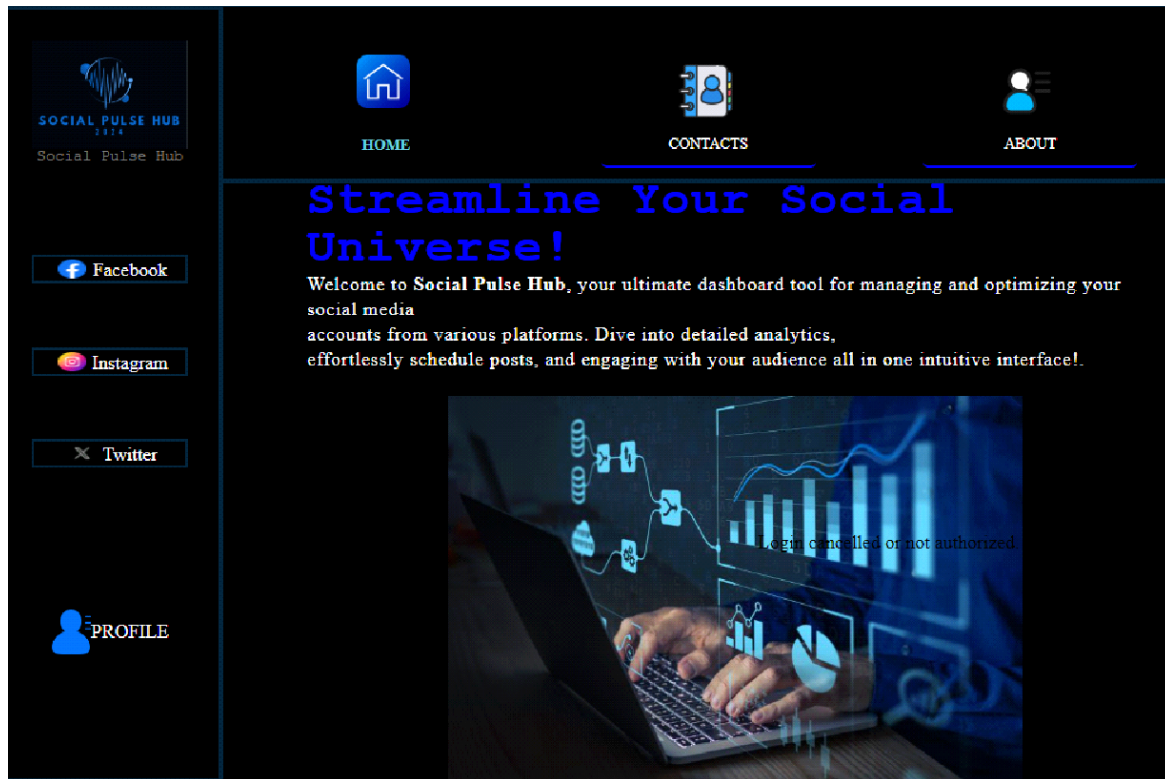 SOCIAL PULSE HUB
2024
Social Pulse Hub
HOME
CONTACTS
ABOUT
Facebook
Instagram
Twitter
PROFILE
Streamline Your Social
Universe!
Welcome to Social Pulse Hub, your ultimate dashboard tool for managing and optimizing your
social media
accounts from various platforms. Dive into detailed analytics,
effortlessly schedule posts, and engaging with your audience all in one intuitive interface!.
Login cancelled or not authorized.